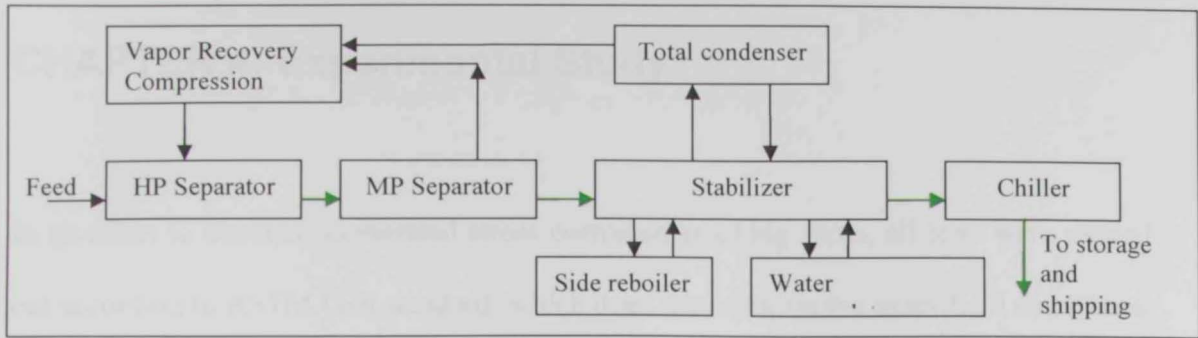 Vapor Recovery
Compression
Total condenser
Feed
HP Separator
MP Separator
Stabilizer
Chiller
Side reboiler
Water
To storage
and
shipping